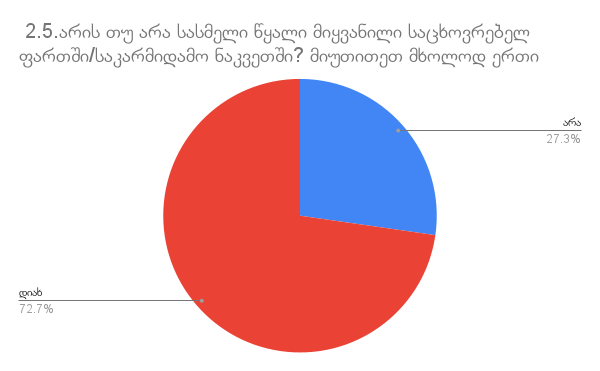 2.5.არის თუ არა სასმელი წყალი მიყვანილი საცხოვრებელ
ფართში/საკარმიდამო ნაკვეთში? მიუთითეთ მხოლოდ ერთი
არა
27.3%
დიახ
72.7%